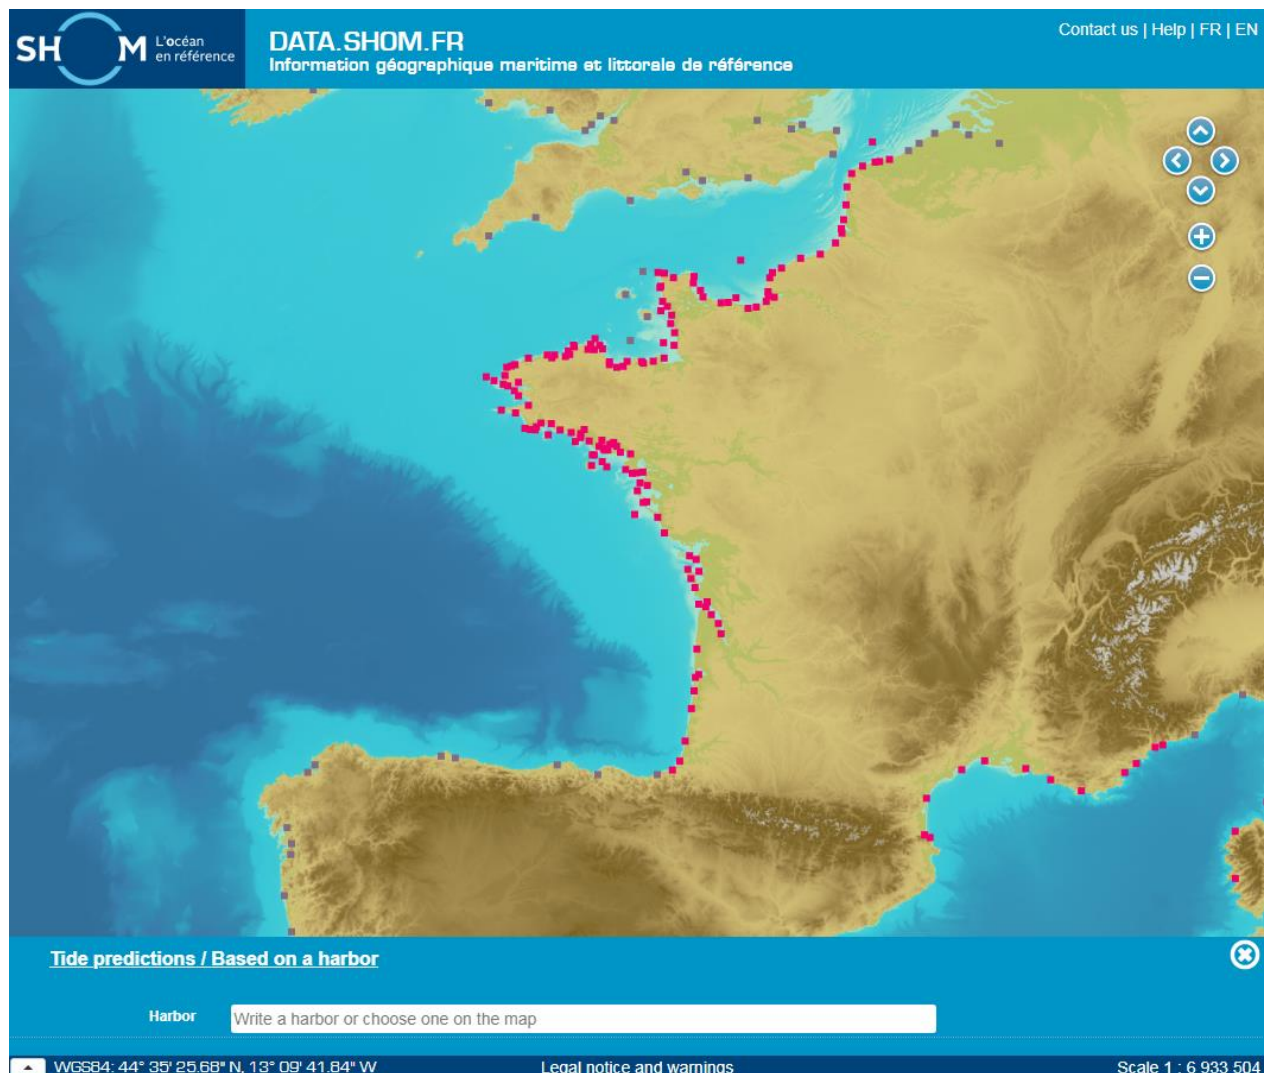 SHOM
L'océan
en référence
DATA.SHOM.FR
Information géographique maritime et littorale de référence
Contact us | Help | FR | EN
Tide predictions / Based on a harbor
Harbor
Write a harbor or choose one on the map
WGS84: 44° 35' 25.68" N, 13° 09' 41.84" W
Legal notice and warnings
Scale 1 : 6 933 504